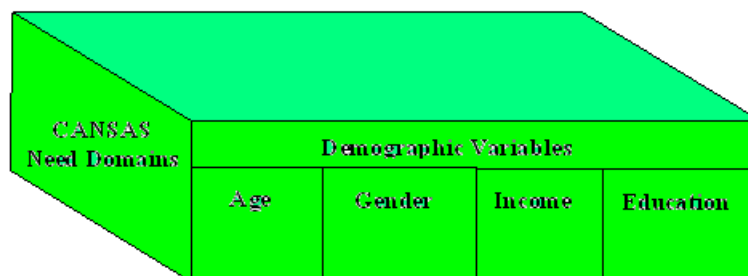 CANSAS
Need Domains
Demographic Variables
Age
Gender
Income
Education